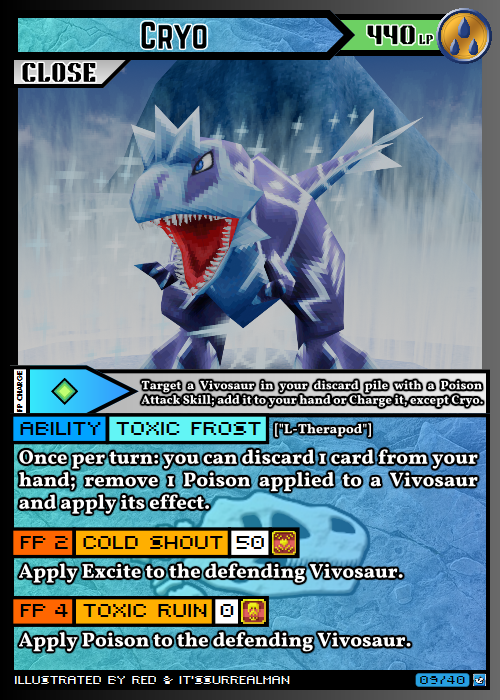 Cryo
440 LP
CLOSE
FP CHARGE
Target a Vivosaur in your discard pile with a Poison
Attack Skill; add it to your hand or Charge it, except Cryo.
ABILITY TOXIC FROST ["L-Therapod"]
Once per turn: you can discard 1 card from your
hand; remove 1 Poison applied to a Vivosaur
and apply its effect.
FP 2 COLD SHOUT 50
Apply Excite to the defending Vivosaur.
FP 4 TOXIC RUIN 0
Apply Poison to the defending Vivosaur.
ILLUSTRATED BY RED & IT'SSURREALMAN
09/40